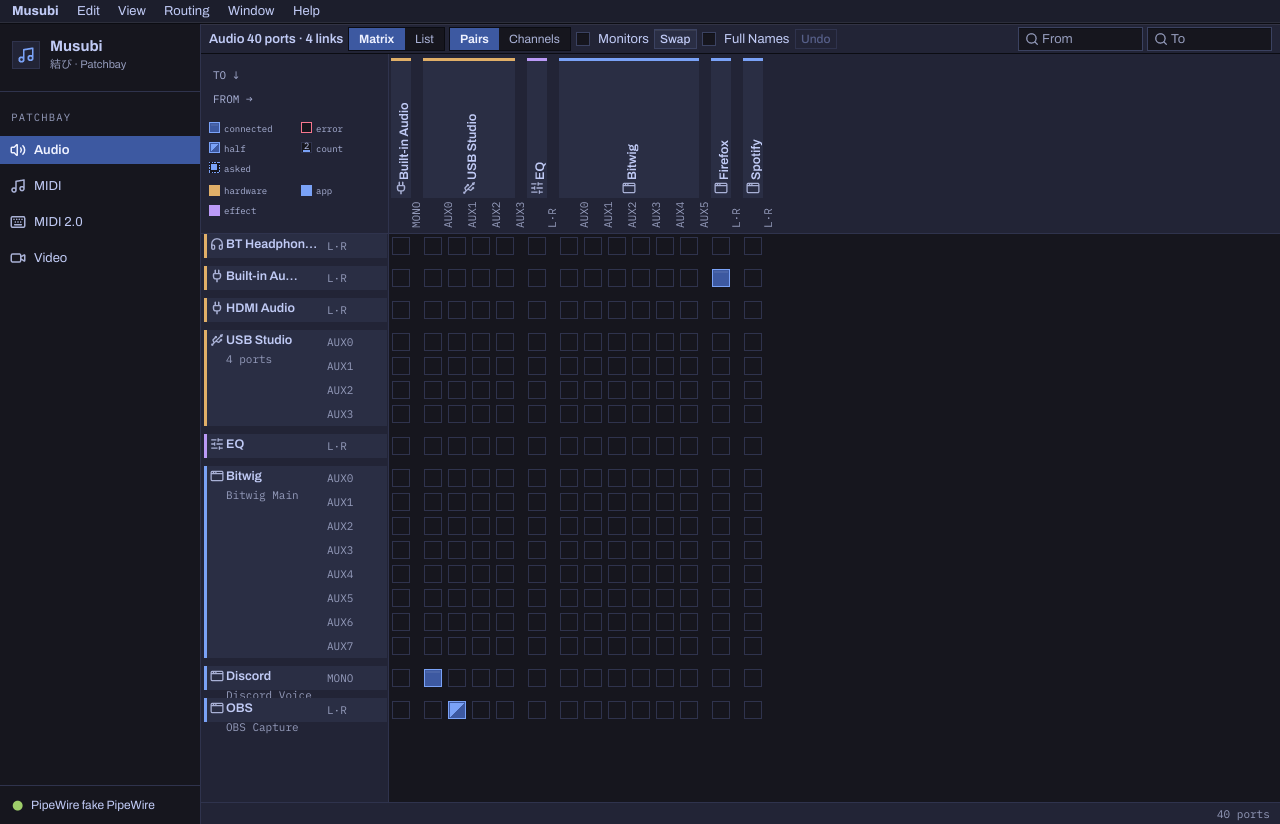 Musubi Edit View Routing Window Help
Musubi
結び · Patchbay
PATCHBAY
Audio
MIDI
MIDI 2.0
Video
PipeWire fake PipeWire
Audio 40 ports · 4 links Matrix List Pairs Channels Monitors Swap Full Names Undo From To
TO ↓
FROM →
connected error
half 2 count
asked
hardware app
effect
Built-in Audio USB Studio EQ Bitwig Firefox Spotify
MONO AUX0 AUX1 AUX2 AUX3 L·R AUX0 AUX1 AUX2 AUX3 AUX4 AUX5 L·R L·R
BT Headphon… L·R
Built-in Au… L·R
HDMI Audio L·R
USB Studio AUX0
4 ports AUX1
AUX2
AUX3
EQ L·R
Bitwig AUX0
Bitwig Main AUX1
AUX2
AUX3
AUX4
AUX5
AUX6
AUX7
Discord MONO
Discord Voice
OBS L·R
OBS Capture
40 ports